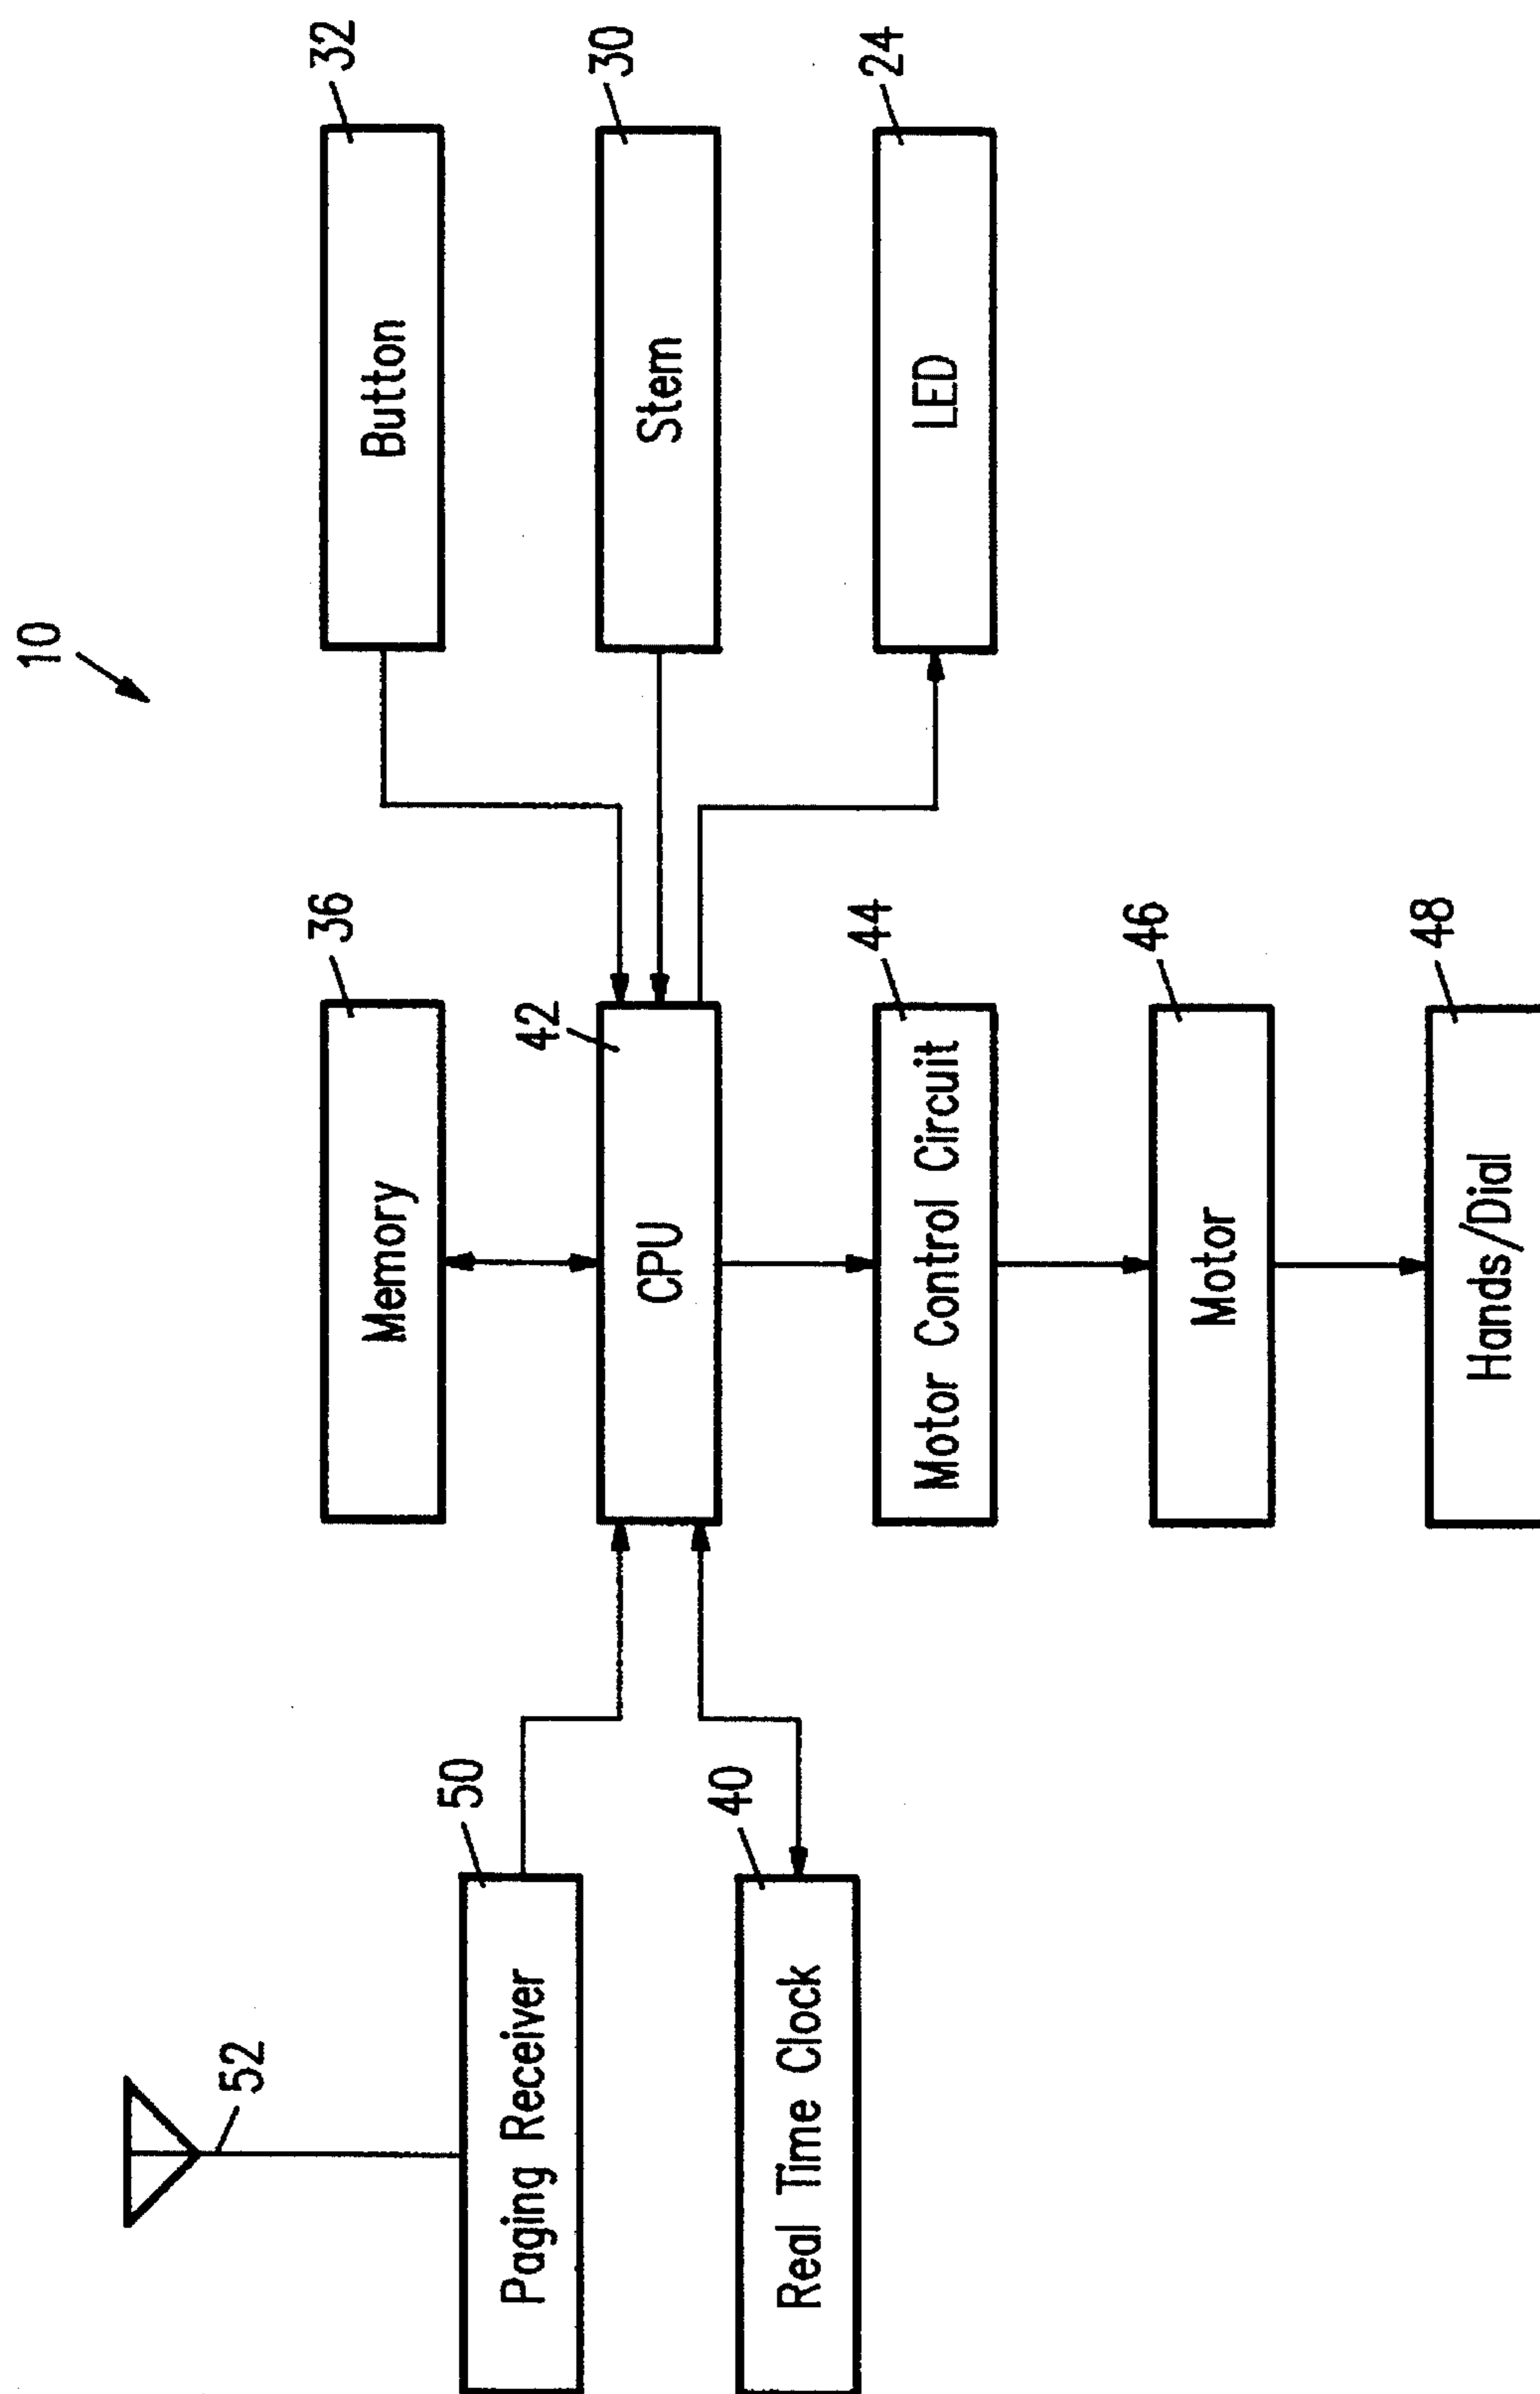 10
52
50
Paging Receiver
40
Real Time Clock
36
Memory
42
CPU
44
Motor Control Circuit
46
Motor
48
Hands/Dial
32
Button
30
Stem
24
LED